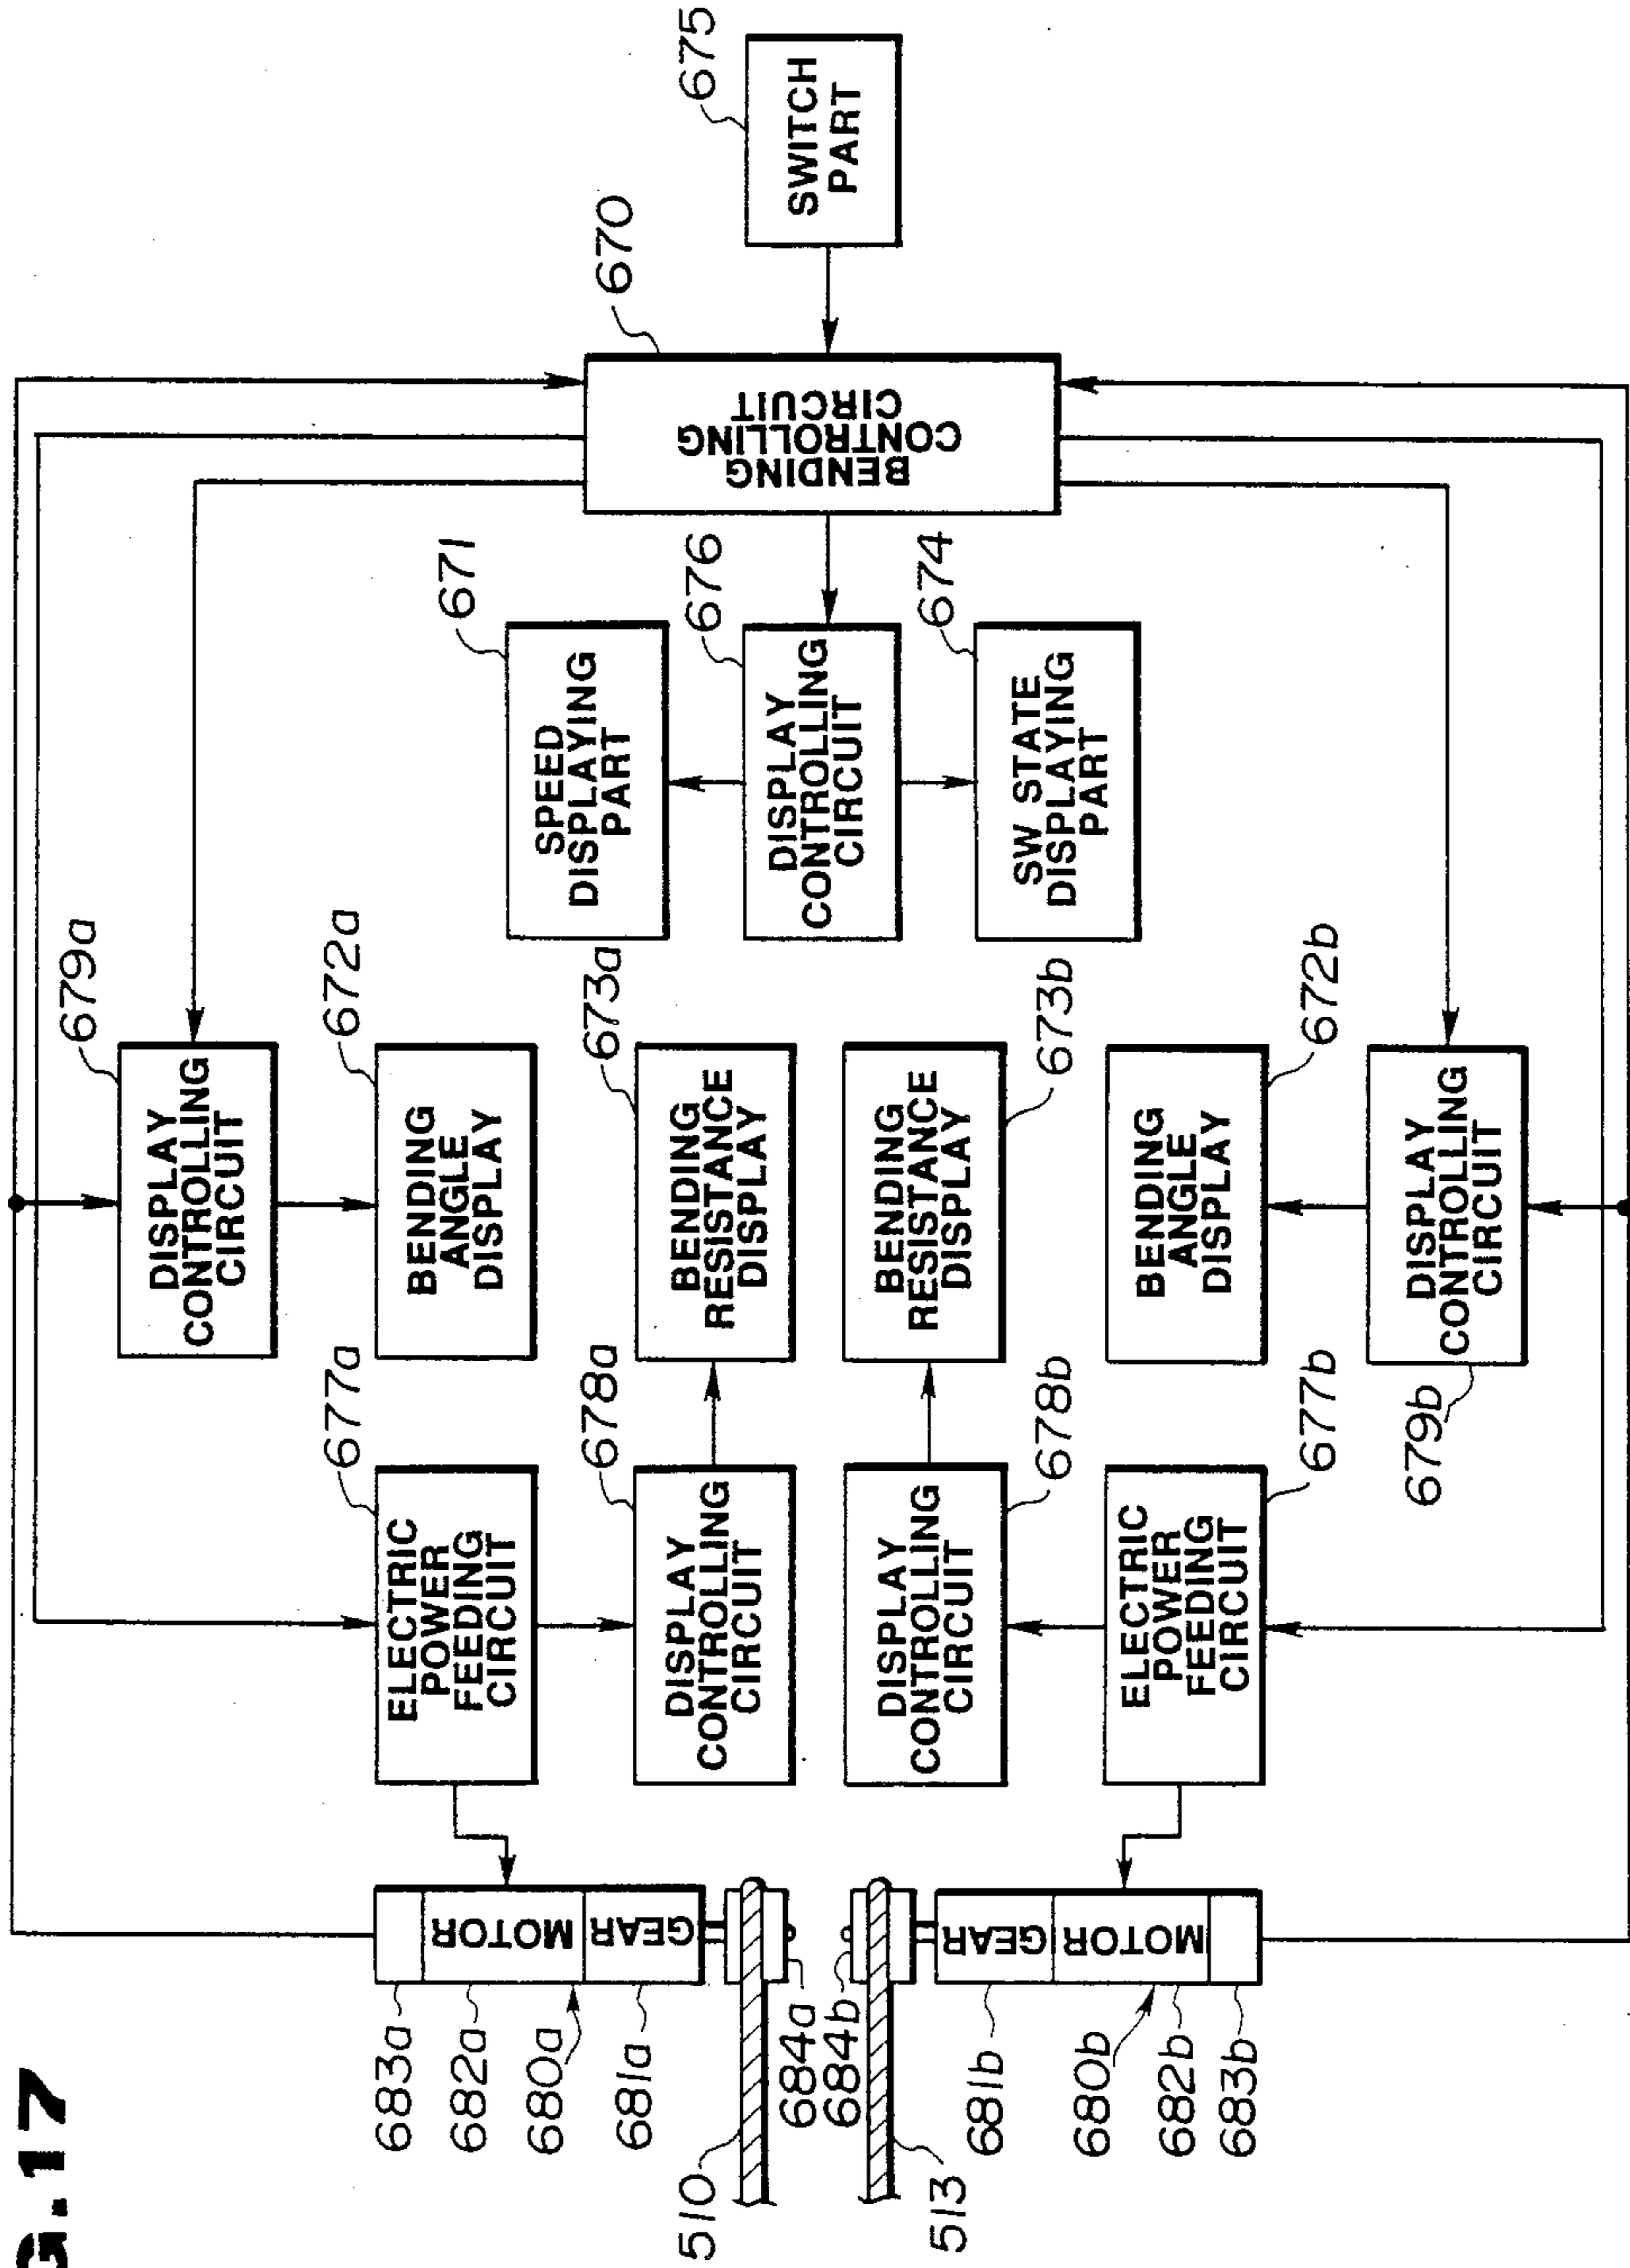 G.17
683a
682a
680a
681a
MOTOR
GEAR
510
684a
684b
513
GEAR
MOTOR
681b
680b
682b
683b
677a
ELECTRIC
POWER
FEEDING
CIRCUIT
678a
DISPLAY
CONTROLLING
CIRCUIT
DISPLAY
CONTROLLING
CIRCUIT
678b
ELECTRIC
POWER
FEEDING
CIRCUIT
677b
679a
DISPLAY
CONTROLLING
CIRCUIT
672a
BENDING
ANGLE
DISPLAY
673a
BENDING
RESISTANCE
DISPLAY
BENDING
RESISTANCE
DISPLAY
673b
BENDING
ANGLE
DISPLAY
672b
DISPLAY
CONTROLLING
CIRCUIT
679b
671
SPEED
DISPLAYING
PART
676
DISPLAY
CONTROLLING
CIRCUIT
674
SW STATE
DISPLAYING
PART
670
BENDING
CONTROLLING
CIRCUIT
675
SWITCH
PART